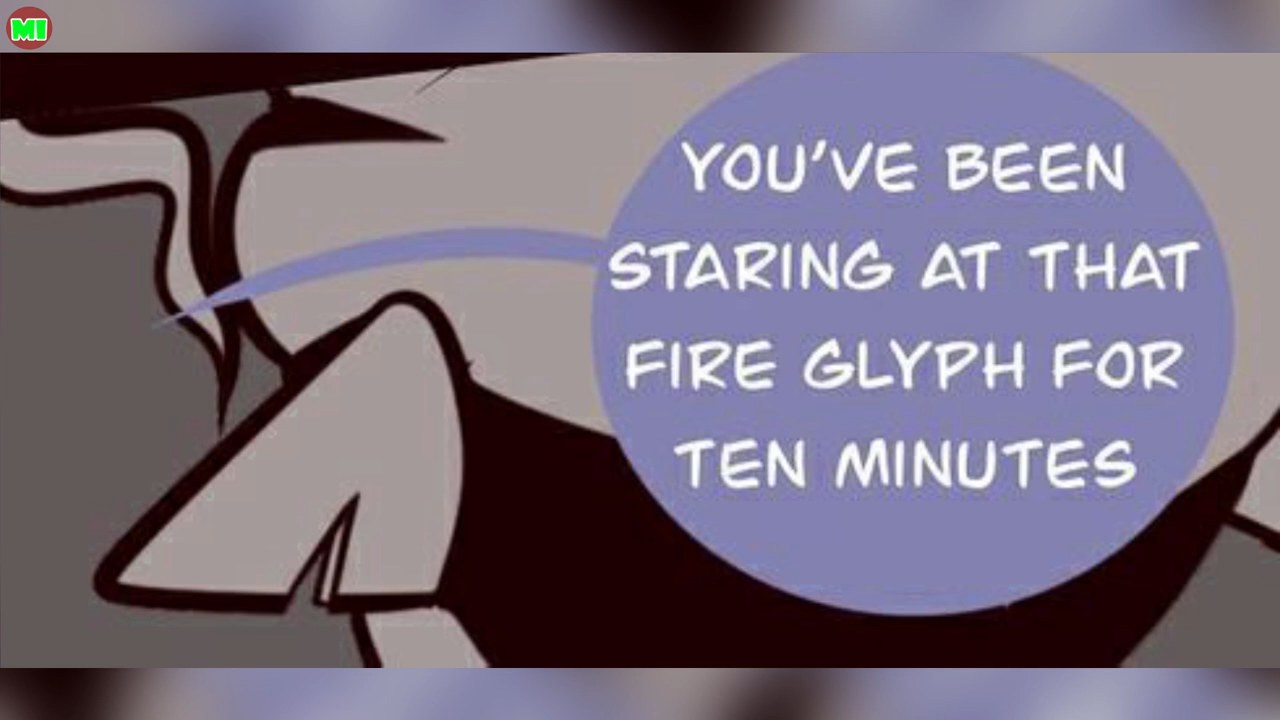 MI
YOU'VE BEEN
STARING AT THAT
FIRE GLYPH FOR
TEN MINUTES